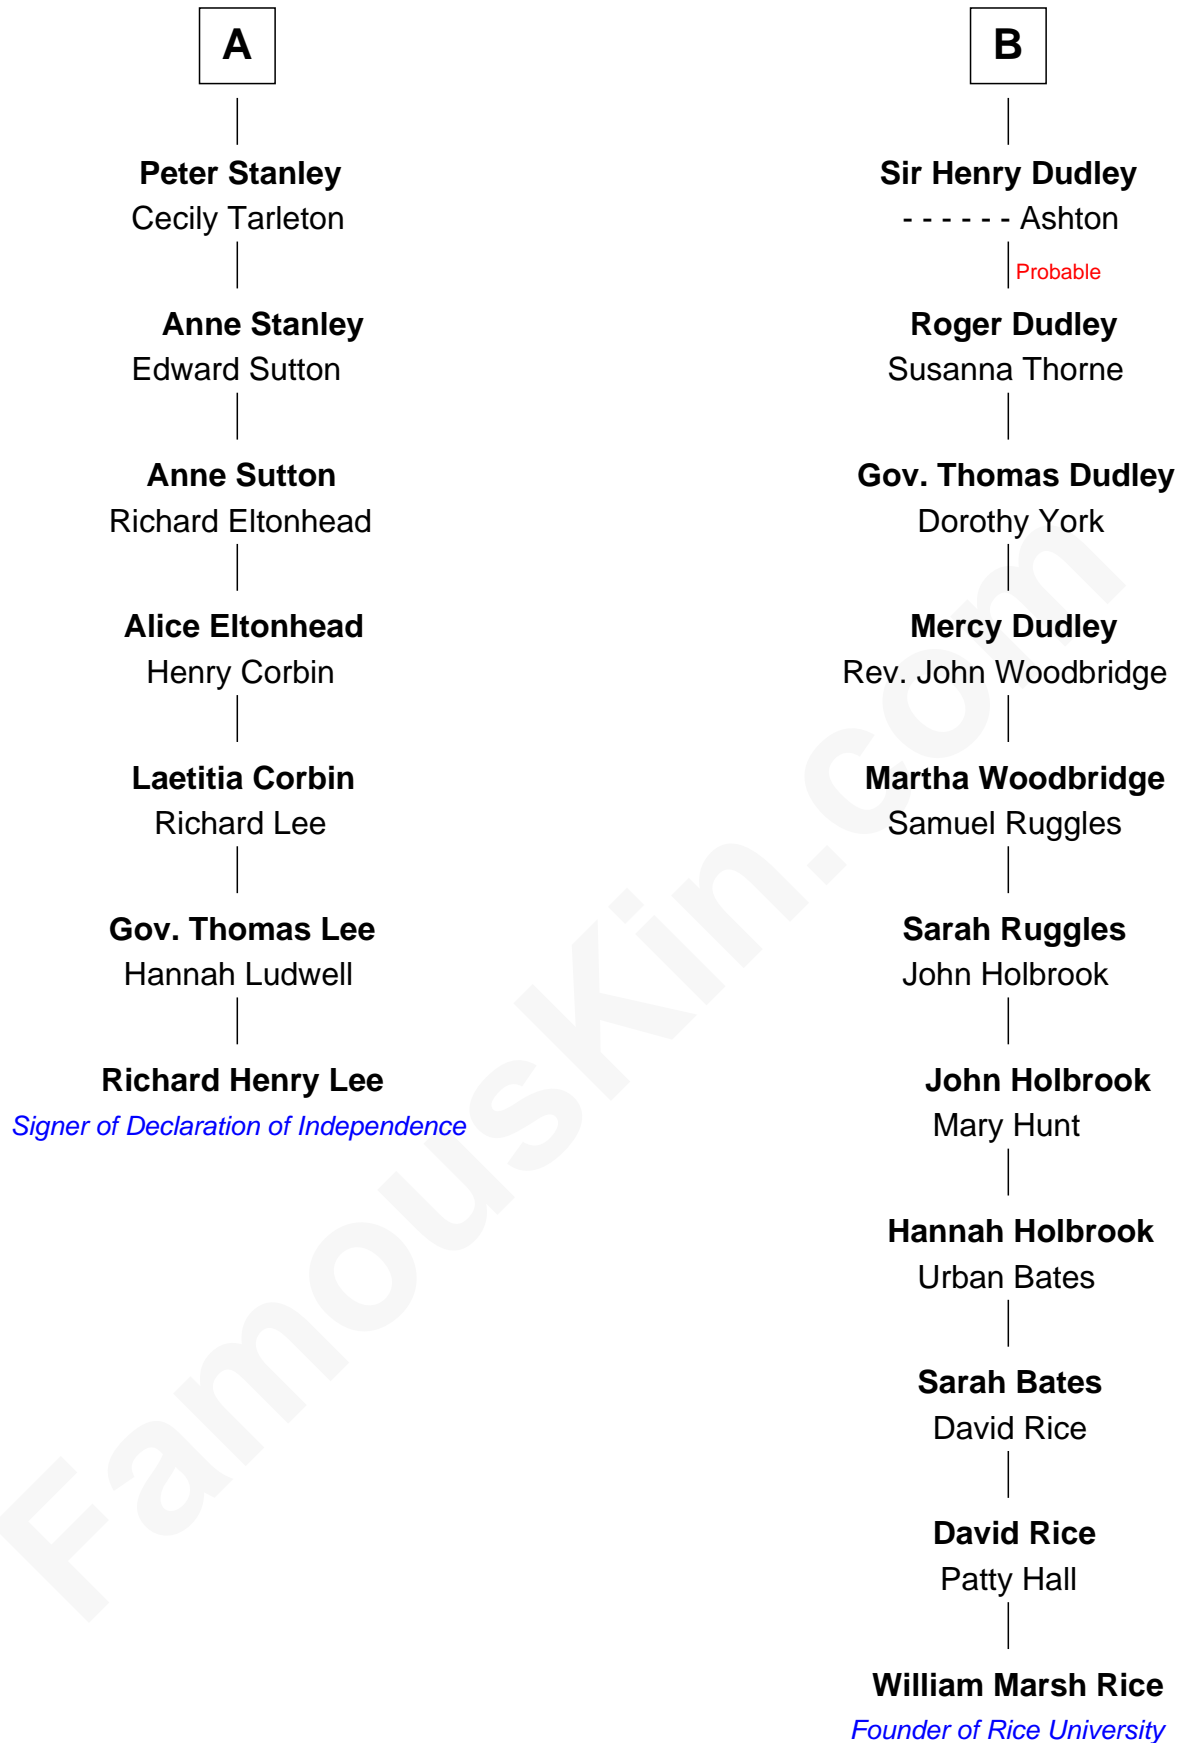 A
Peter Stanley
Cecily Tarleton
Anne Stanley
Edward Sutton
Anne Sutton
Richard Eltonhead
Alice Eltonhead
Henry Corbin
Laetitia Corbin
Richard Lee
Gov. Thomas Lee
Hannah Ludwell
Richard Henry Lee
Signer of Declaration of Independence
B
Sir Henry Dudley
- - - - - - Ashton
Probable
Roger Dudley
Susanna Thorne
Gov. Thomas Dudley
Dorothy York
Mercy Dudley
Rev. John Woodbridge
Martha Woodbridge
Samuel Ruggles
Sarah Ruggles
John Holbrook
John Holbrook
Mary Hunt
Hannah Holbrook
Urban Bates
Sarah Bates
David Rice
David Rice
Patty Hall
William Marsh Rice
Founder of Rice University
FamousKin.com